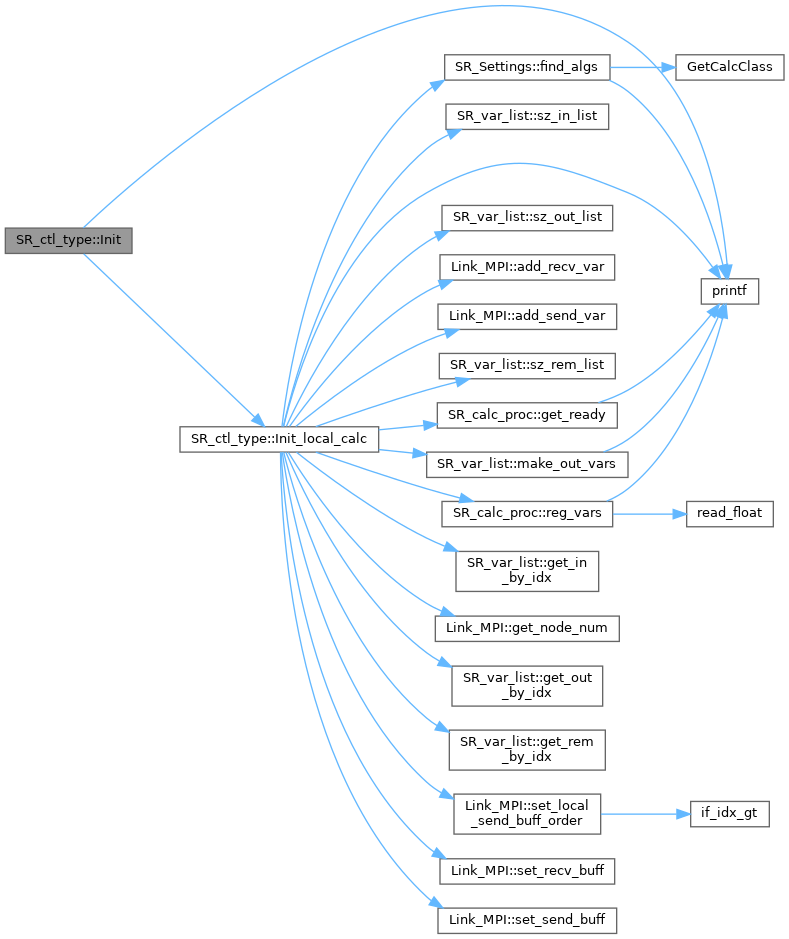 SR_ctl_type::Init
SR_ctl_type::Init_local_calc
SR_Settings::find_algs
SR_var_list::sz_in_list
SR_var_list::sz_out_list
Link_MPI::add_recv_var
Link_MPI::add_send_var
SR_var_list::sz_rem_list
SR_calc_proc::get_ready
SR_var_list::make_out_vars
SR_calc_proc::reg_vars
SR_var_list::get_in
_by_idx
Link_MPI::get_node_num
SR_var_list::get_out
_by_idx
SR_var_list::get_rem
_by_idx
Link_MPI::set_local
_send_buff_order
Link_MPI::set_recv_buff
Link_MPI::set_send_buff
GetCalcClass
printf
read_float
if_idx_gt